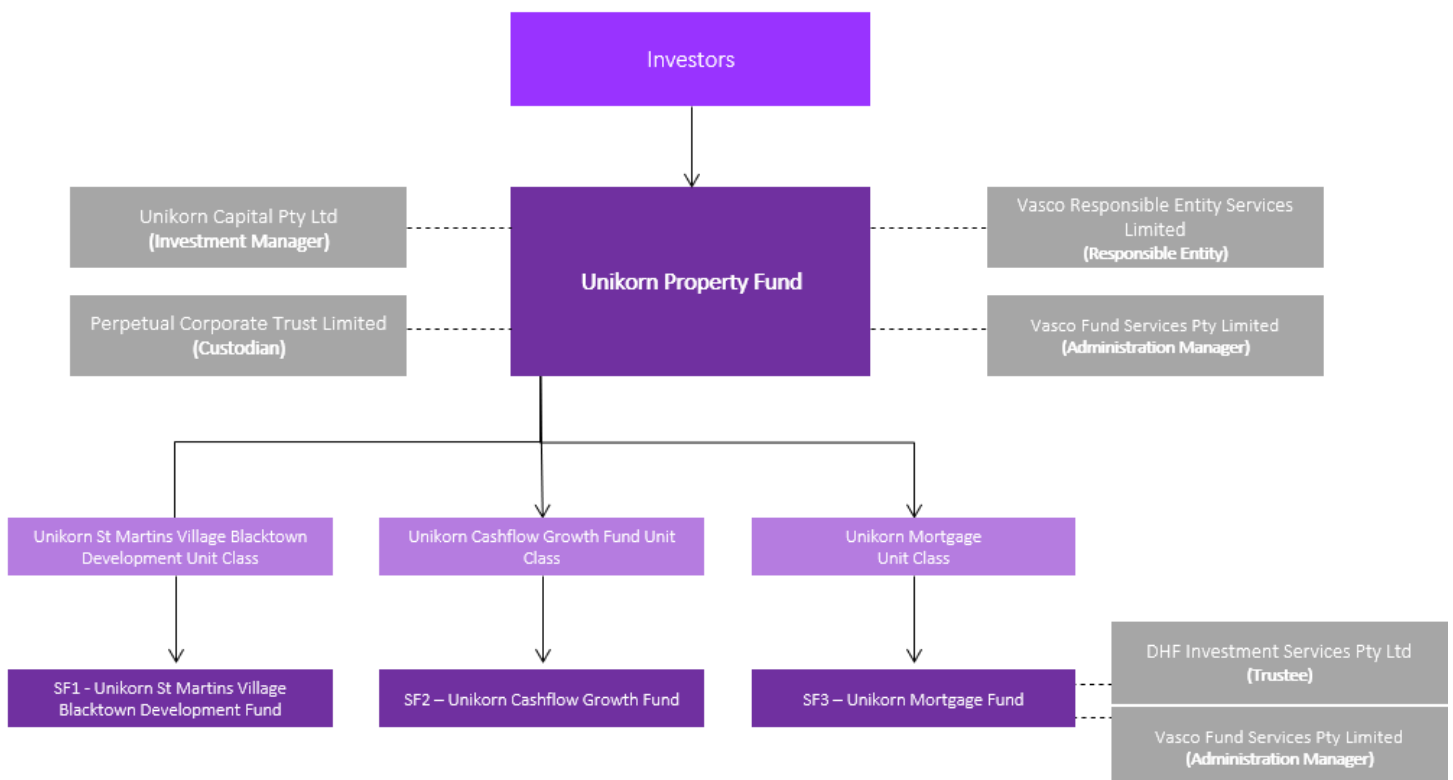 Investors
Unikorn Capital Pty Ltd
(Investment Manager)
Vasco Responsible Entity Services
Limited
(Responsible Entity)
Unikorn Property Fund
Perpetual Corporate Trust Limited
(Custodian)
Vasco Fund Services Pty Limited
(Administration Manager)
Unikorn St Martins Village Blacktown
Development Unit Class
Unikorn Cashflow Growth Fund Unit
Class
Unikorn Mortgage
Unit Class
SF1 - Unikorn St Martins Village
Blacktown Development Fund
SF2 – Unikorn Cashflow Growth Fund
SF3 – Unikorn Mortgage Fund
DHF Investment Services Pty Ltd
(Trustee)
Vasco Fund Services Pty Limited
(Administration Manager)